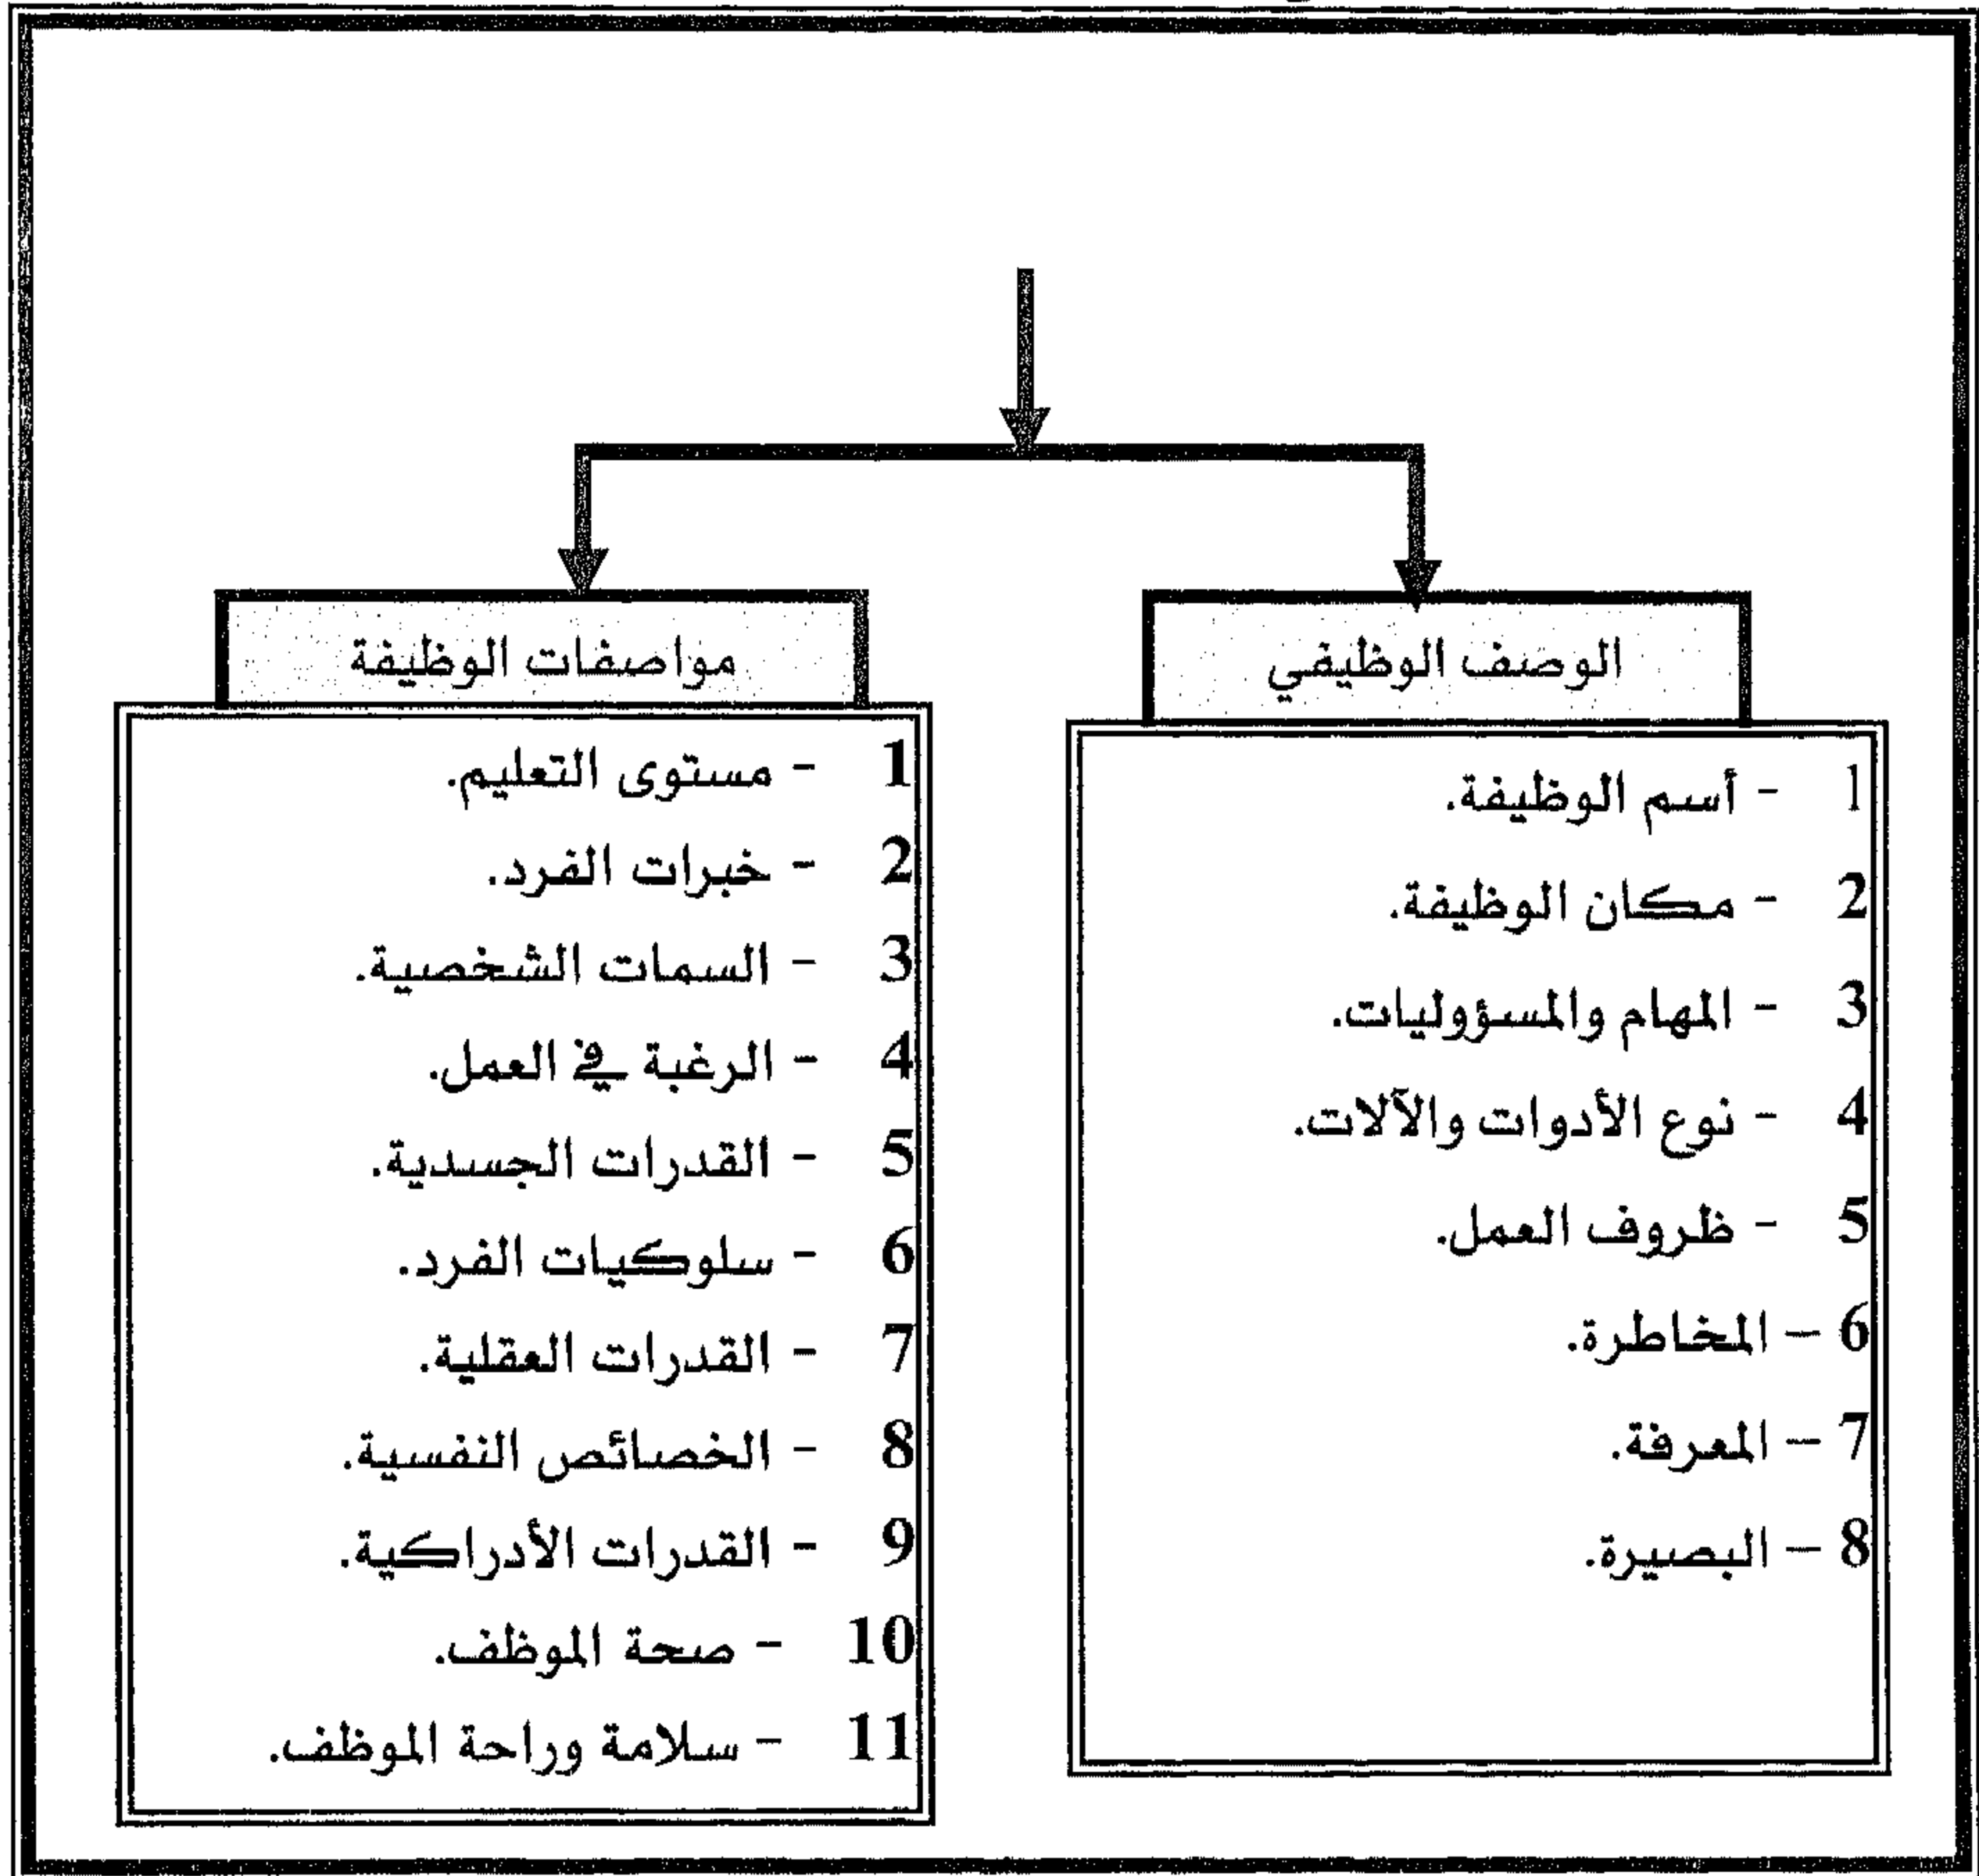 الوصف الوظيفي
1 - أسم الوظيفة.
2 - مكان الوظيفة.
3 - المهام والمسؤوليات.
4 - نوع الأدوات والآلات.
5 - ظروف العمل.
6 – المخاطرة.
7 – المعرفة.
8 – البصيرة.
مواصفات الوظيفة
1 - مستوى التعليم.
2 - خبرات الفرد.
3 - السمات الشخصية.
4 - الرغبة في العمل.
5 - القدرات الجسدية.
6 - سلوكيات الفرد.
7 - القدرات العقلية.
8 - الخصائص النفسية.
9 - القدرات الأدراكية.
10 - صحة الموظف.
11 - سلامة وراحة الموظف.